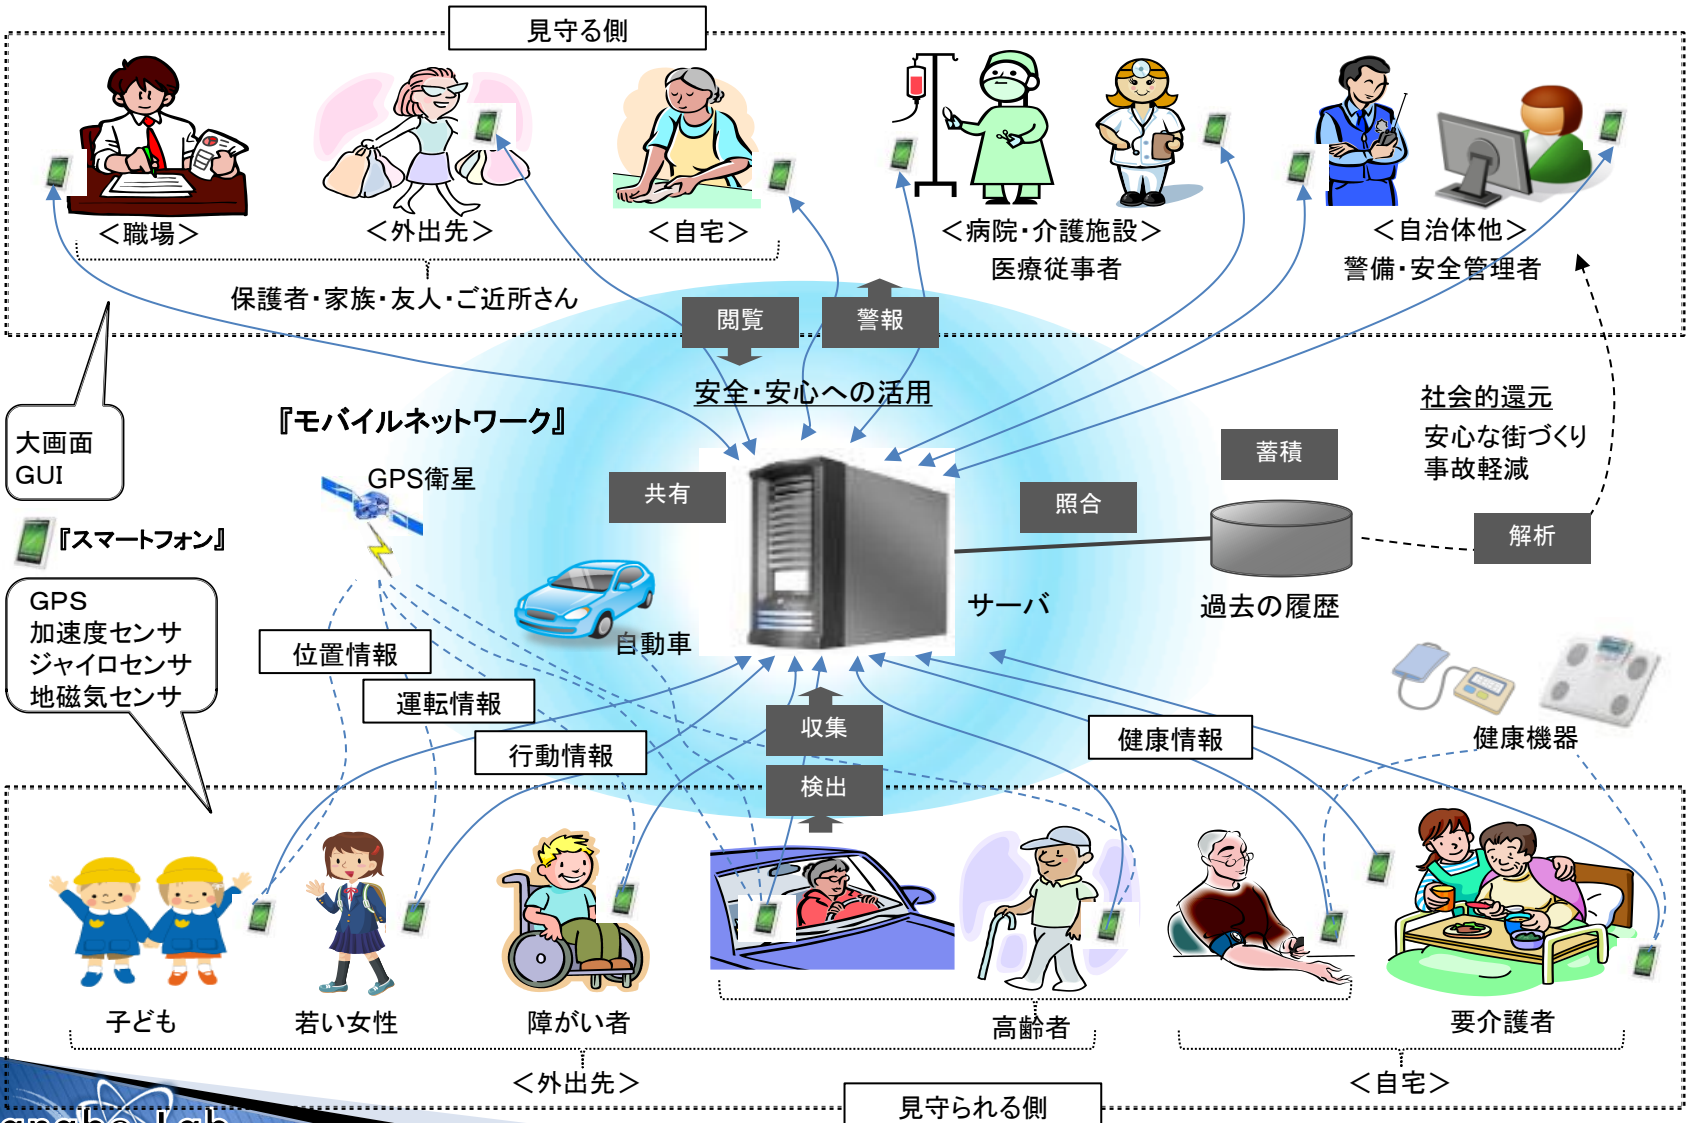 見守る側
＜職場＞
＜外出先＞
＜自宅＞
＜病院・介護施設＞
医療従事者
＜自治体他＞
警備・安全管理者
保護者・家族・友人・ご近所さん
閲覧
警報
安全・安心への活用
大画面
GUI
『モバイルネットワーク』
GPS衛星
共有
照合
蓄積
社会的還元
安心な街づくり
事故軽減
解析
『スマートフォン』
GPS
加速度センサ
ジャイロセンサ
地磁気センサ
自動車
サーバ
過去の履歴
位置情報
運転情報
行動情報
収集
検出
健康情報
健康機器
子ども
若い女性
障がい者
高齢者
要介護者
＜外出先＞
＜自宅＞
見守られる側